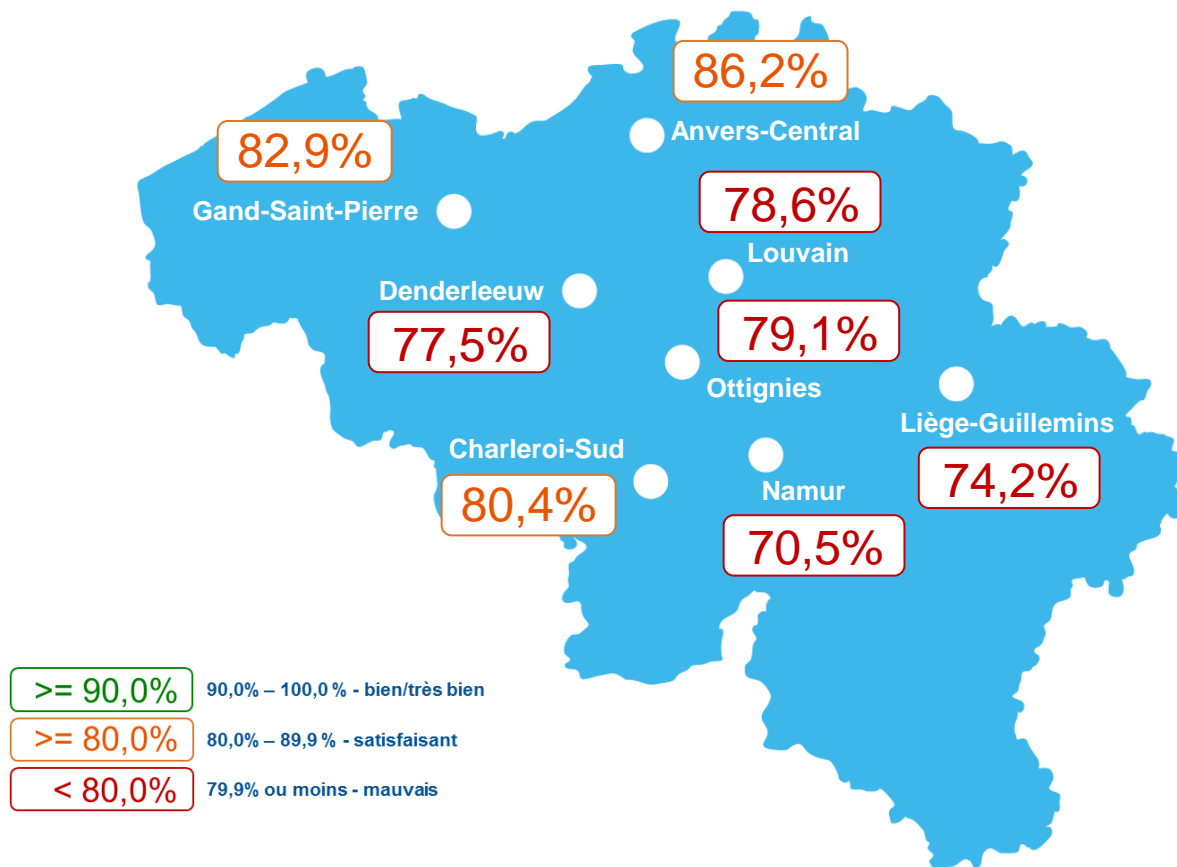 86,2%
Anvers-Central
82,9%
Gand-Saint-Pierre
78,6%
Louvain
Denderleeuw
77,5%
79,1%
Ottignies
Liège-Guillemins
74,2%
Charleroi-Sud
80,4%
Namur
70,5%
>= 90,0% 90,0% – 100,0 % - bien/très bien
>= 80,0% 80,0% – 89,9 % - satisfaisant
< 80,0% 79,9% ou moins - mauvais